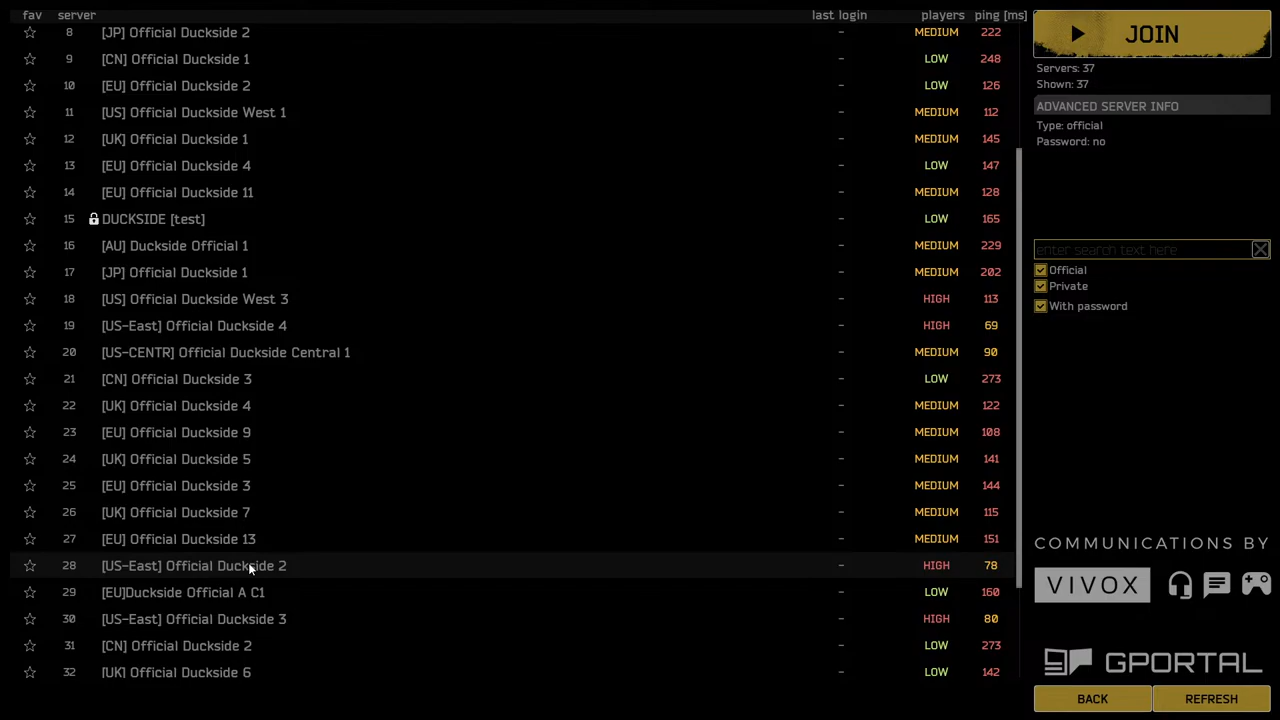 fav server last login players ping [ms]
8 [JP] Official Duckside 2 - MEDIUM 222
9 [CN] Official Duckside 1 - LOW 248
10 [EU] Official Duckside 2 - LOW 126
11 [US] Official Duckside West 1 - MEDIUM 112
12 [UK] Official Duckside 1 - MEDIUM 145
13 [EU] Official Duckside 4 - LOW 147
14 [EU] Official Duckside 11 - MEDIUM 128
15 DUCKSIDE [test] - LOW 165
16 [AU] Duckside Official 1 - MEDIUM 229
17 [JP] Official Duckside 1 - MEDIUM 202
18 [US] Official Duckside West 3 - HIGH 113
19 [US-East] Official Duckside 4 - HIGH 69
20 [US-CENTR] Official Duckside Central 1 - MEDIUM 90
21 [CN] Official Duckside 3 - LOW 273
22 [UK] Official Duckside 4 - MEDIUM 122
23 [EU] Official Duckside 9 - MEDIUM 108
24 [UK] Official Duckside 5 - MEDIUM 141
25 [EU] Official Duckside 3 - MEDIUM 144
26 [UK] Official Duckside 7 - MEDIUM 115
27 [EU] Official Duckside 13 - MEDIUM 151
28 [US-East] Official Duckside 2 - HIGH 78
29 [EU]Duckside Official A C1 - LOW 160
30 [US-East] Official Duckside 3 - HIGH 80
31 [CN] Official Duckside 2 - LOW 273
32 [UK] Official Duckside 6 - LOW 142
JOIN
Servers: 37
Shown: 37
ADVANCED SERVER INFO
Type: official
Password: no
enter search text here
Official
Private
With password
COMMUNICATIONS BY
VIVOX
GPORTAL
BACK REFRESH